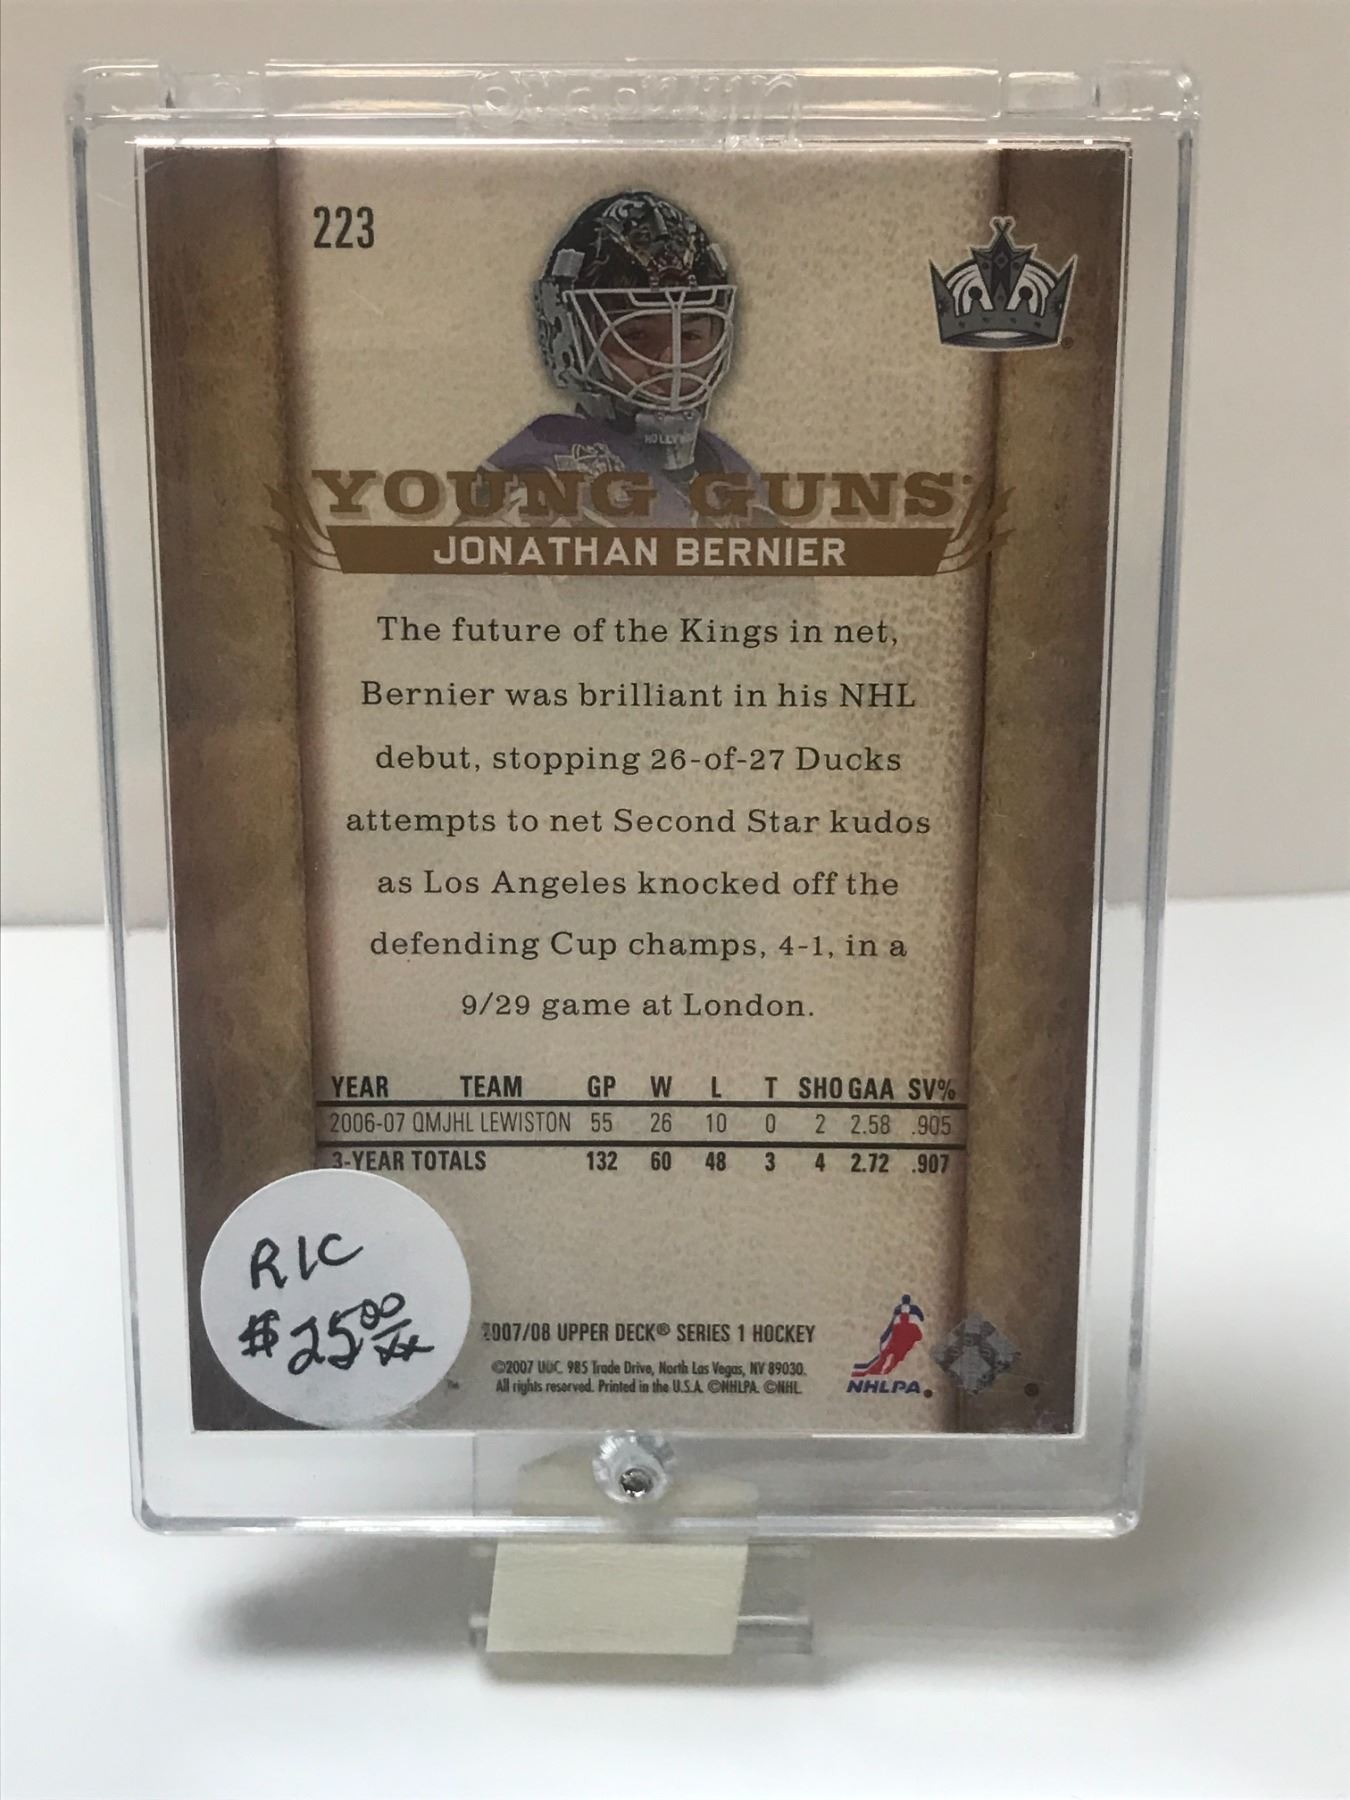 223
HOLLYWOOD
YOUNG GUNS
JONATHAN BERNIER
The future of the Kings in net,
Bernier was brilliant in his NHL
debut, stopping 26-of-27 Ducks
attempts to net Second Star kudos
as Los Angeles knocked off the
defending Cup champs, 4-1, in a
9/29 game at London.
YEAR TEAM GP W L T SHO GAA SV%
2006-07 QMJHL LEWISTON 55 26 10 0 2 2.58 .905
3-YEAR TOTALS 132 60 48 3 4 2.72 .907
R/C
$25.00
xx
2007/08 UPPER DECK® SERIES 1 HOCKEY
©2007 UDC. 985 Trade Drive, North Las Vegas, NV 89030.
™ All rights reserved. Printed in the U.S.A. ©NHLPA. ©NHL.
NHLPA.®